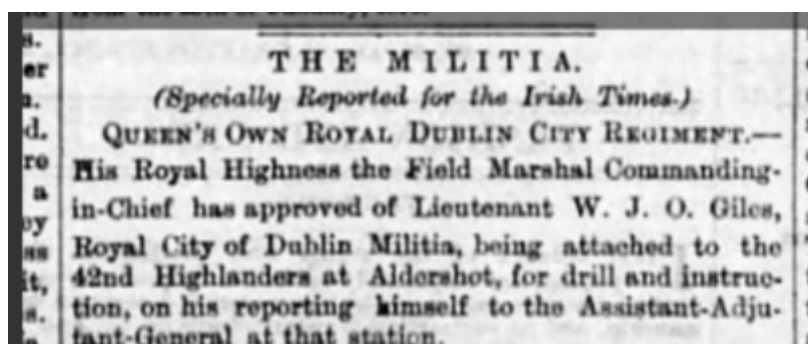 THE MILITIA.
(Specially Reported for the Irish Times.)
QUEEN'S OWN ROYAL DUBLIN CITY REGIMENT.—
His Royal Highness the Field Marshal Commanding-
in-Chief has approved of Lieutenant W. J. O. Giles,
Royal City of Dublin Militia, being attached to the
42nd Highlanders at Aldershot, for drill and instruc-
tion, on his reporting himself to the Assistant-Adju-
tant-General at that station.